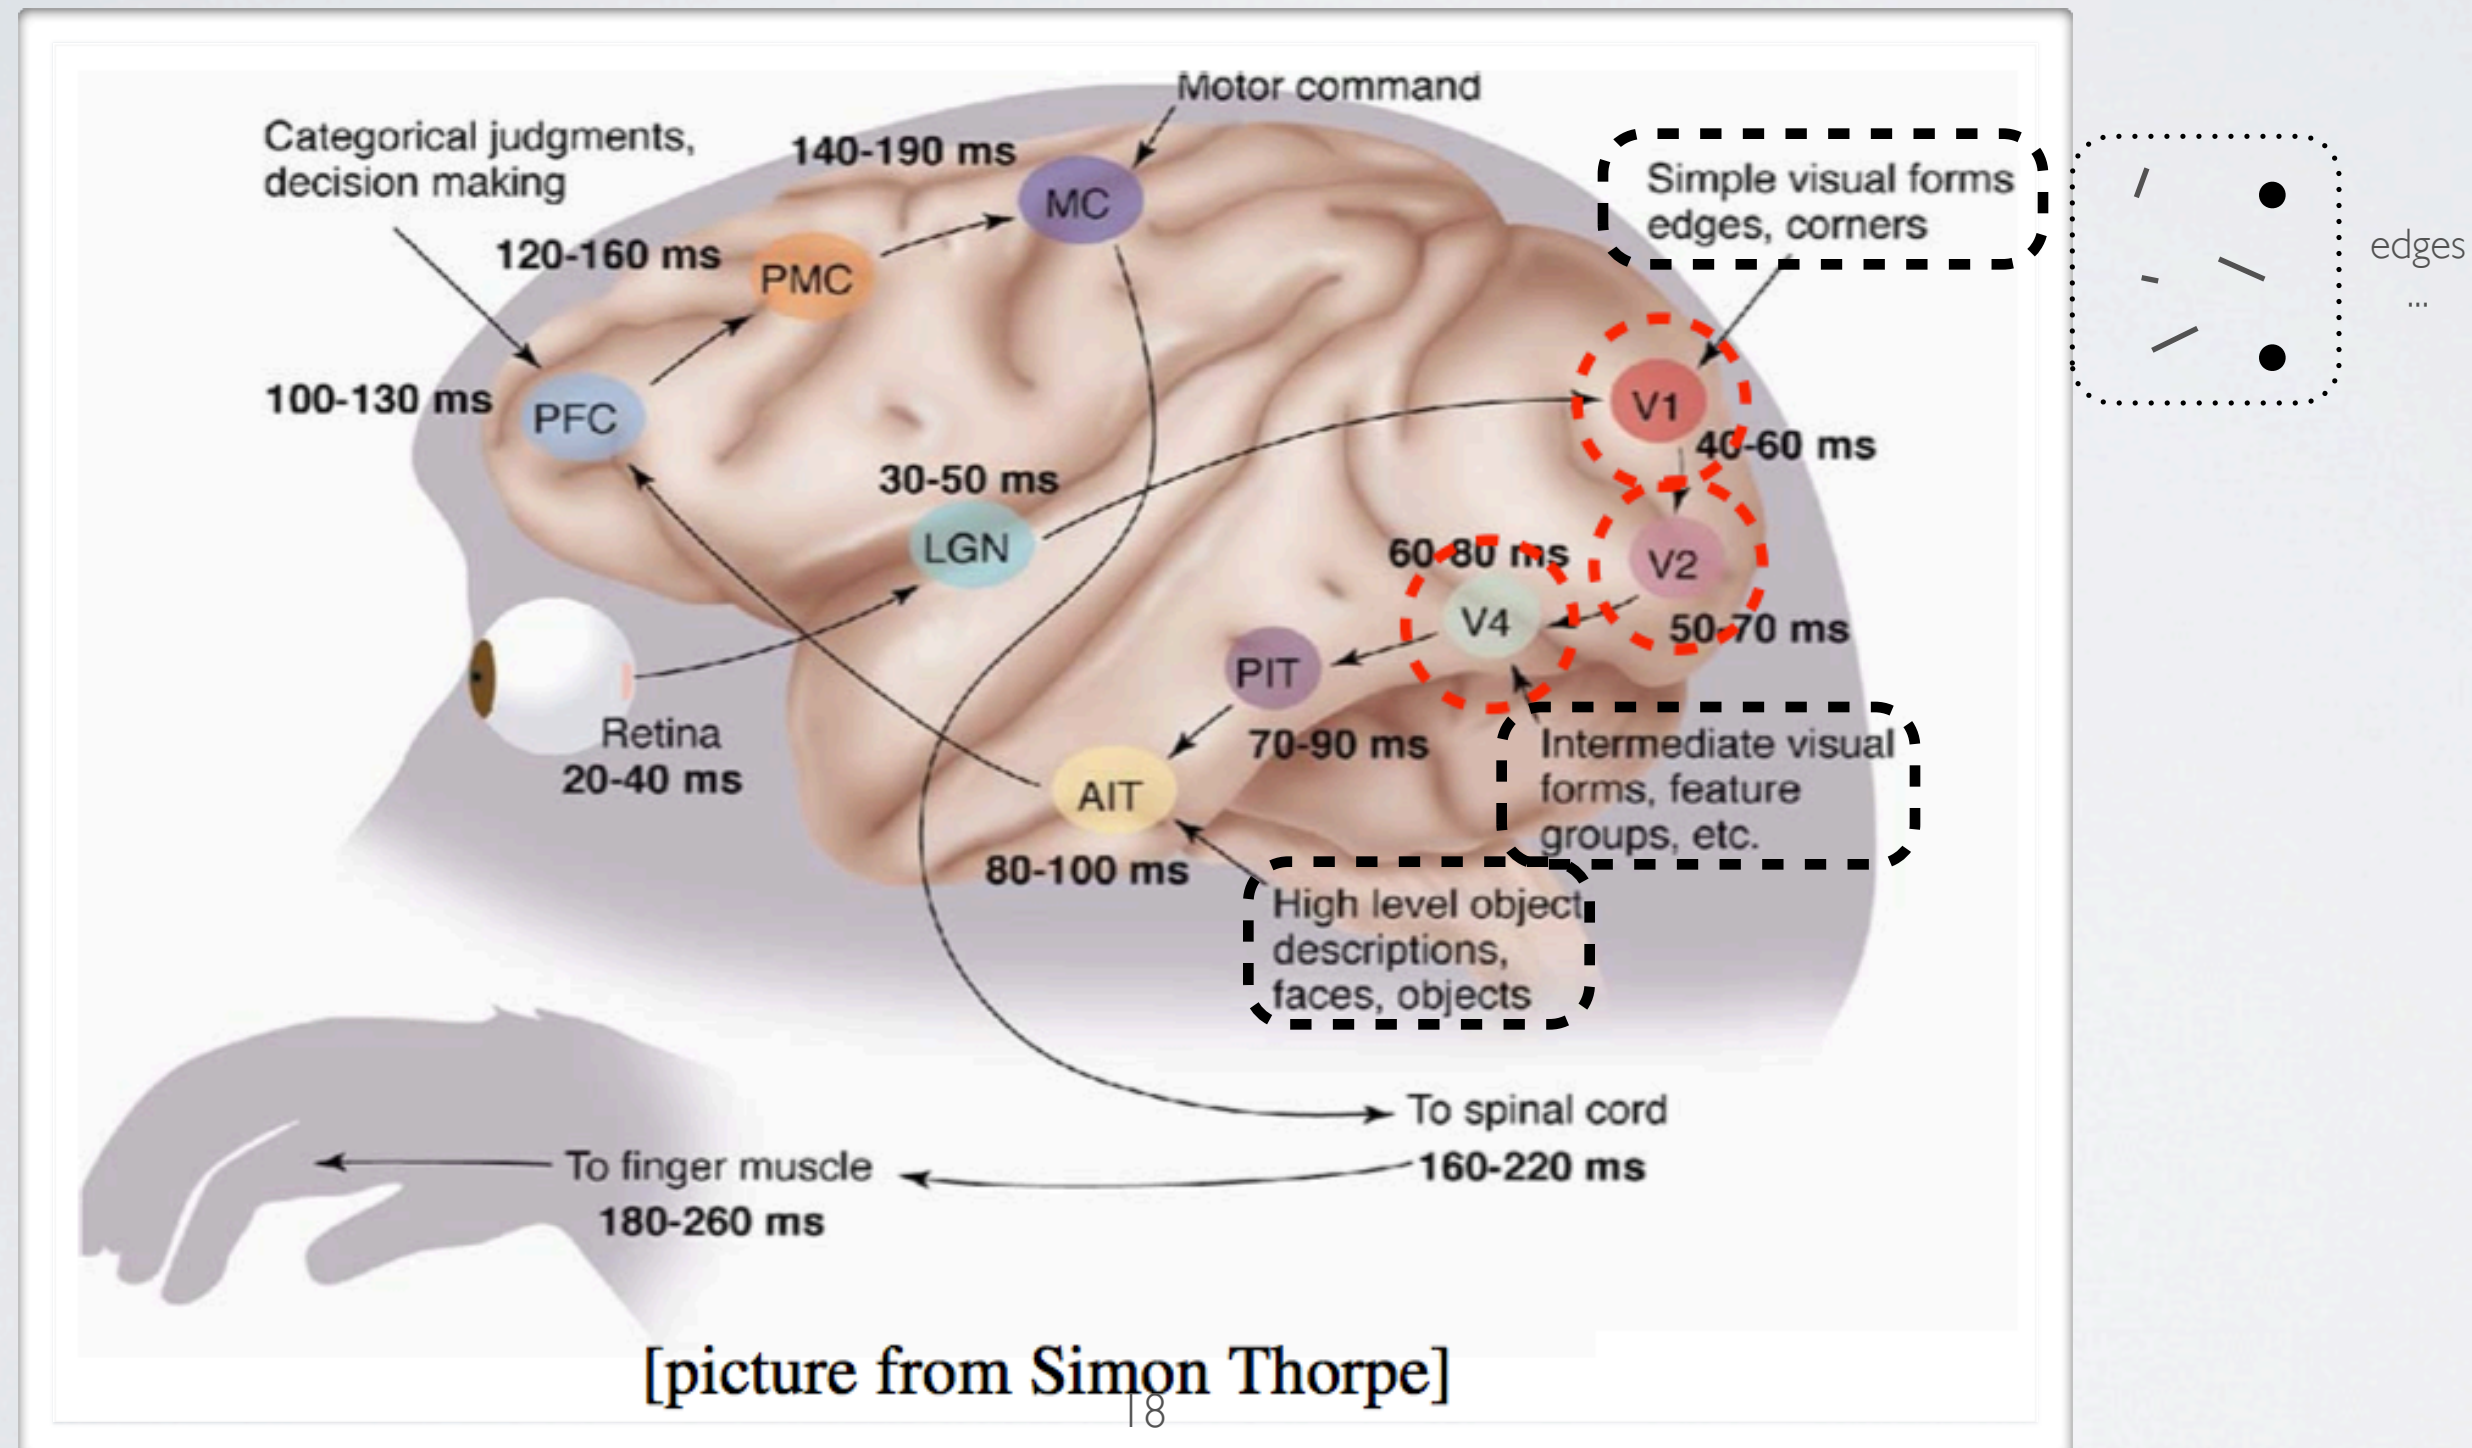 Motor command
Categorical judgments,
decision making
140-190 ms
MC
Simple visual forms
edges, corners
edges
...
120-160 ms
PMC
100-130 ms
PFC
V1
40-60 ms
30-50 ms
LGN
60-80 ms
V2
V4
50-70 ms
PIT
Retina
20-40 ms
70-90 ms
Intermediate visual
forms, feature
groups, etc.
AIT
80-100 ms
High level object
descriptions,
faces, objects
To spinal cord
160-220 ms
To finger muscle
180-260 ms
[picture from Simon Thorpe]
18